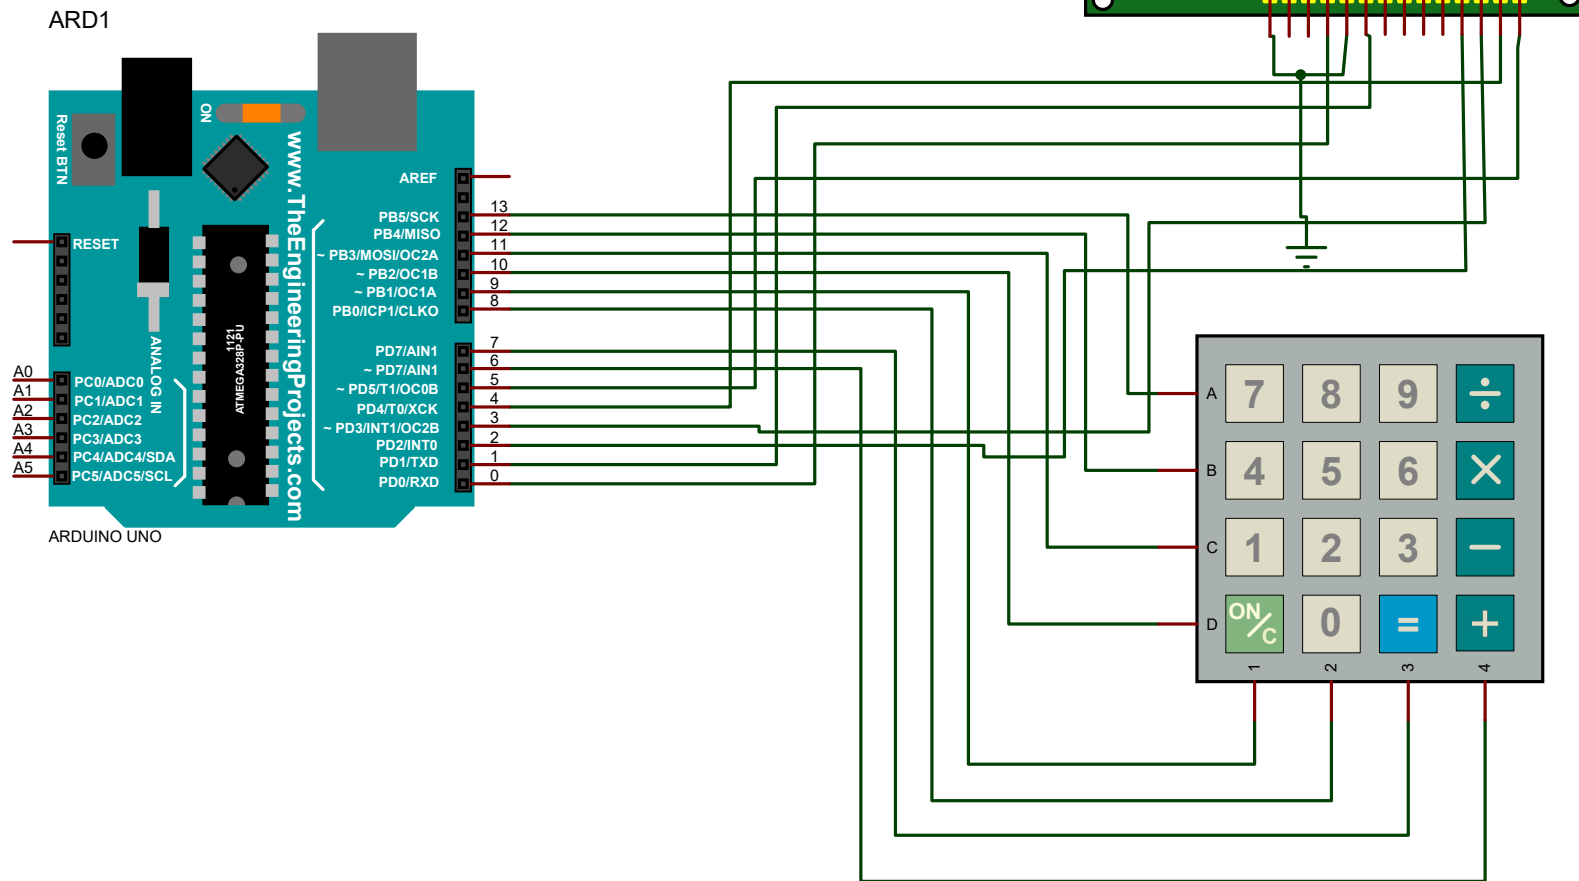 ARD1
Reset BTN
ON
www.TheEngineeringProjects.com
RESET
ANALOG IN
1121
ATMEGA328P-PU
AREF
PB5/SCK 13
PB4/MISO 12
~ PB3/MOSI/OC2A 11
~ PB2/OC1B 10
~ PB1/OC1A 9
PB0/ICP1/CLKO 8
PD7/AIN1 7
~ PD7/AIN1 6
~ PD5/T1/OC0B 5
PD4/T0/XCK 4
~ PD3/INT1/OC2B 3
PD2/INT0 2
PD1/TXD 1
PD0/RXD 0
A0 PC0/ADC0
A1 PC1/ADC1
A2 PC2/ADC2
A3 PC3/ADC3
A4 PC4/ADC4/SDA
A5 PC5/ADC5/SCL
ARDUINO UNO
A 7 8 9 ÷
B 4 5 6 ×
C 1 2 3 −
D ON/C 0 = +
1 2 3 4